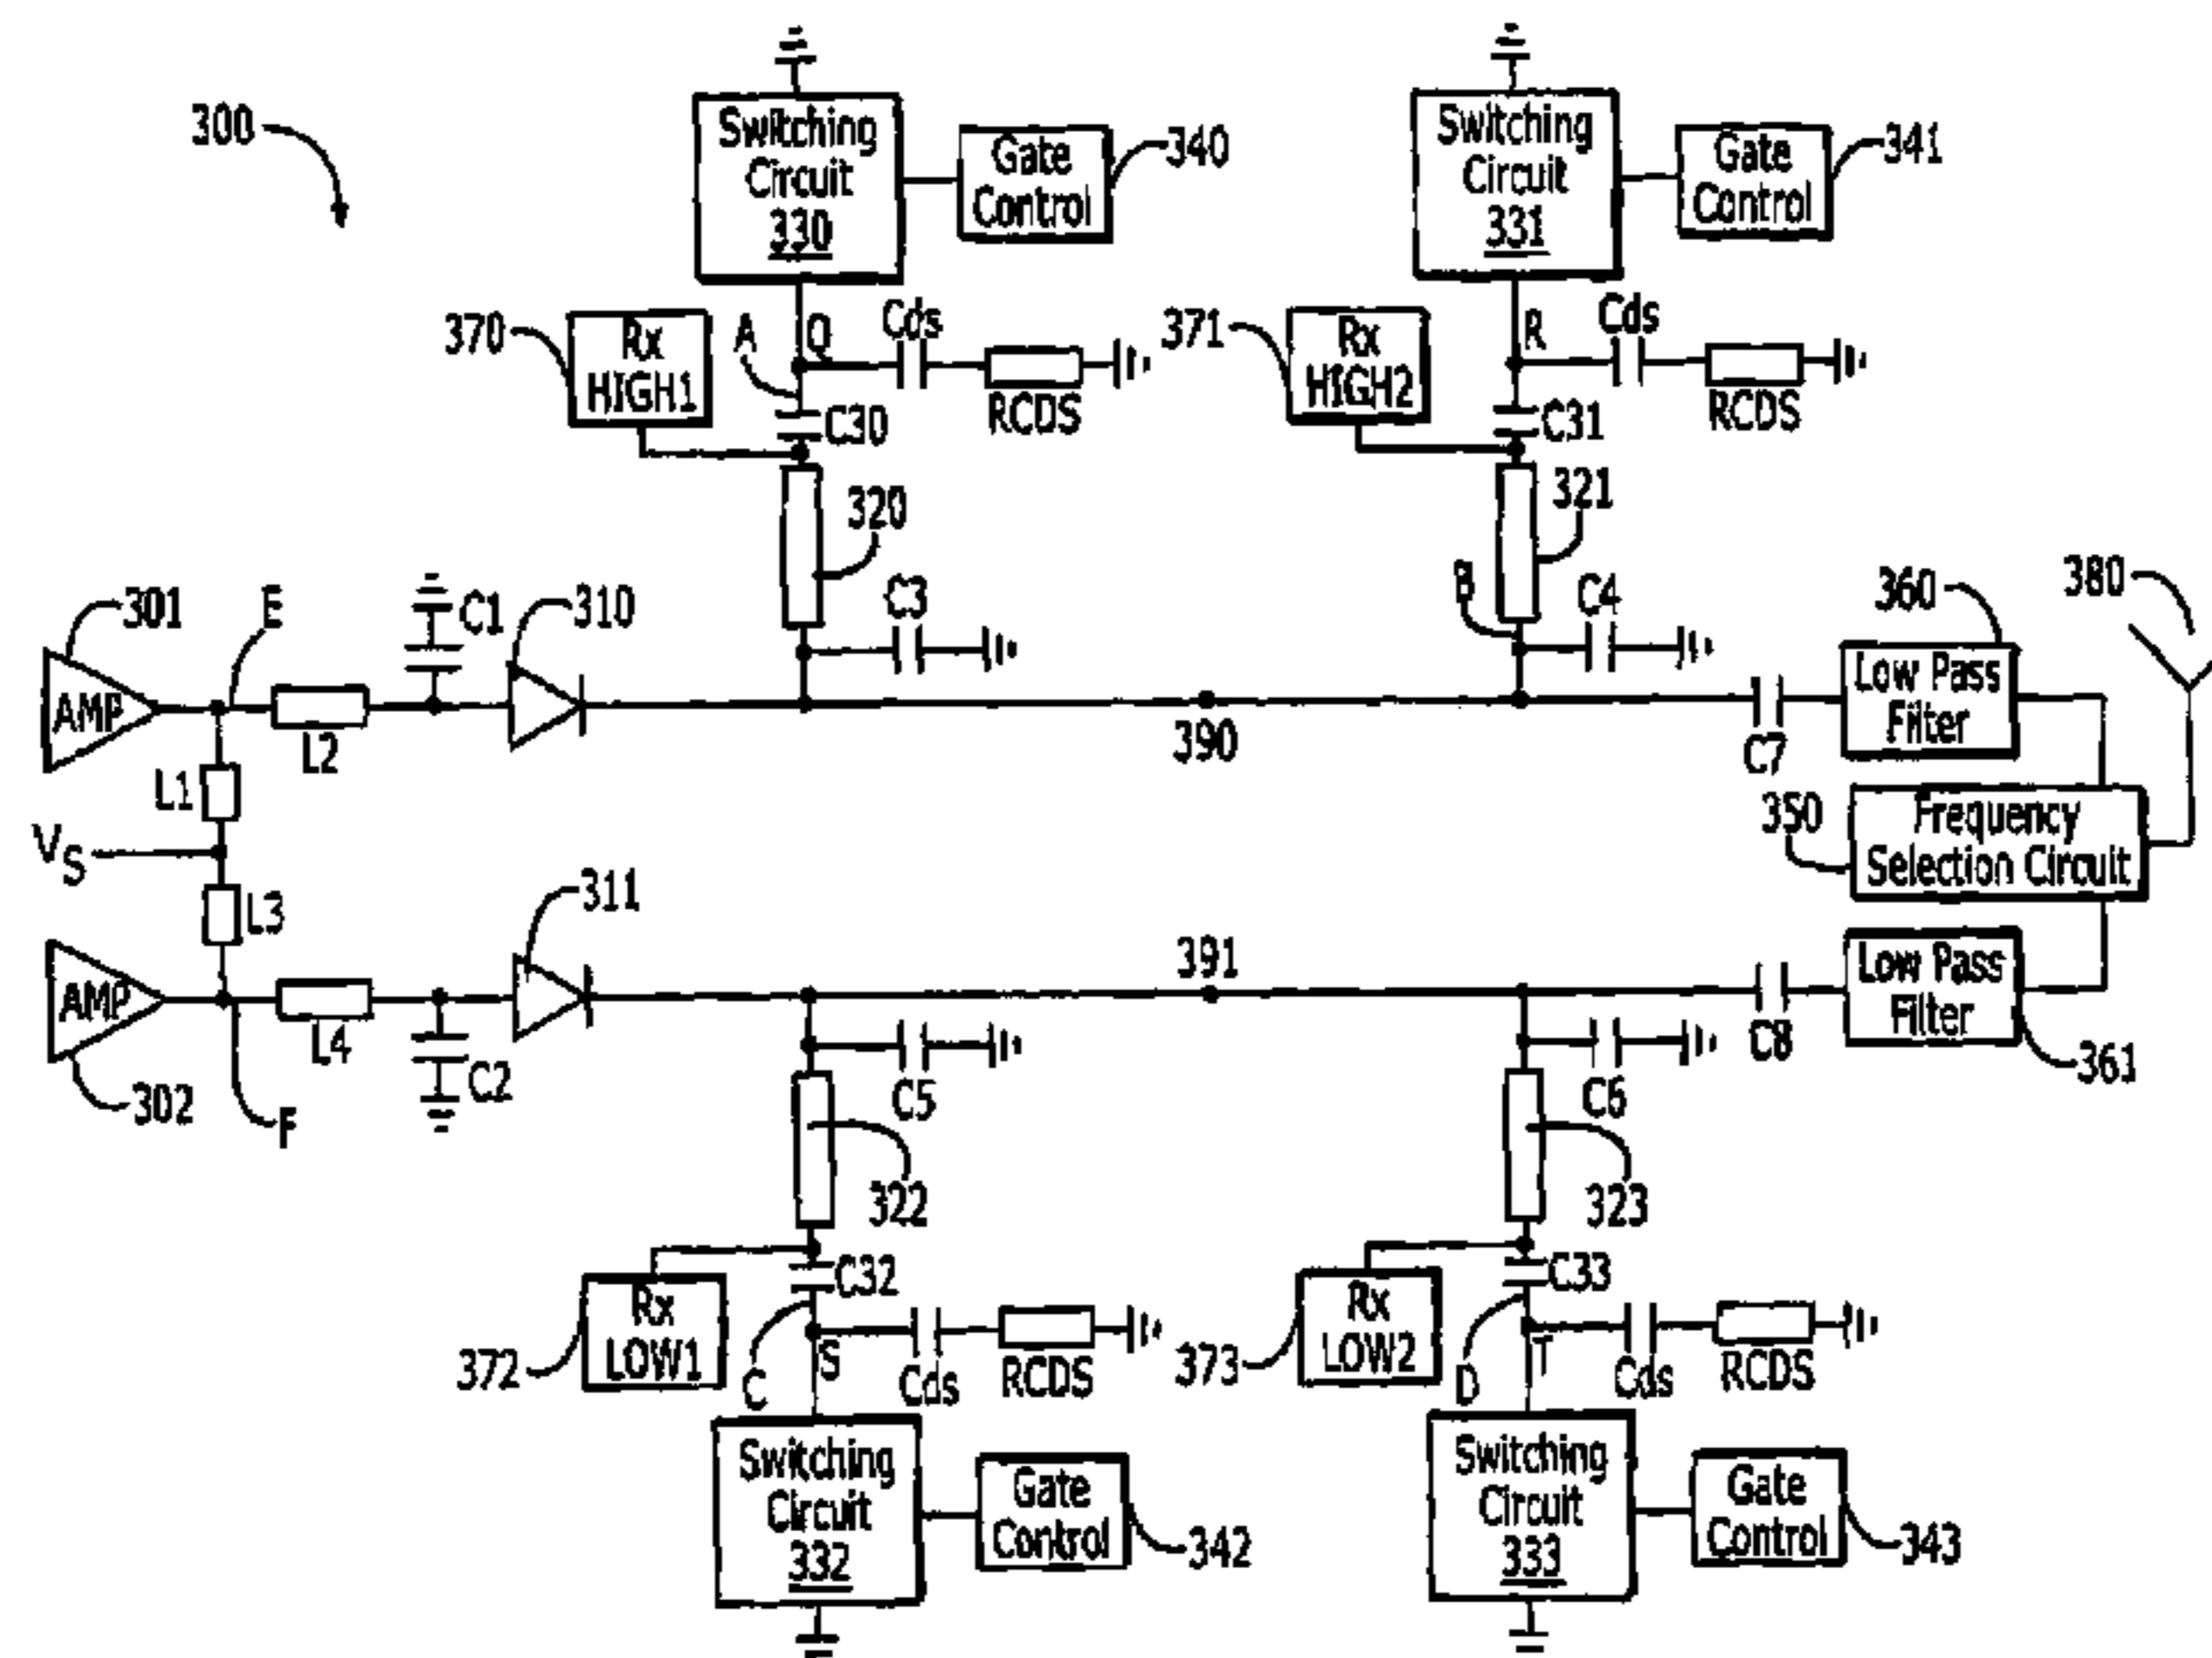 300
Switching
Circuit
330
Gate
Control
340
Switching
Circuit
331
Gate
Control
341
370
Rx
HIGH1
A
Q
Cds
RCDS
C30
371
Rx
HIGH2
R
Cds
RCDS
C31
320
321
301
E
C1
310
C3
B
C4
360
380
AMP
L2
390
C7
Low Pass
Filter
L1
VS
L3
350
Frequency
Selection Circuit
311
391
AMP
302
L4
C2
F
C5
C6
C8
Low Pass
Filter
361
322
323
372
Rx
LOW1
C32
C
S
Cds
RCDS
373
Rx
LOW2
C33
D
T
Cds
RCDS
Switching
Circuit
332
Gate
Control
342
Switching
Circuit
333
Gate
Control
343